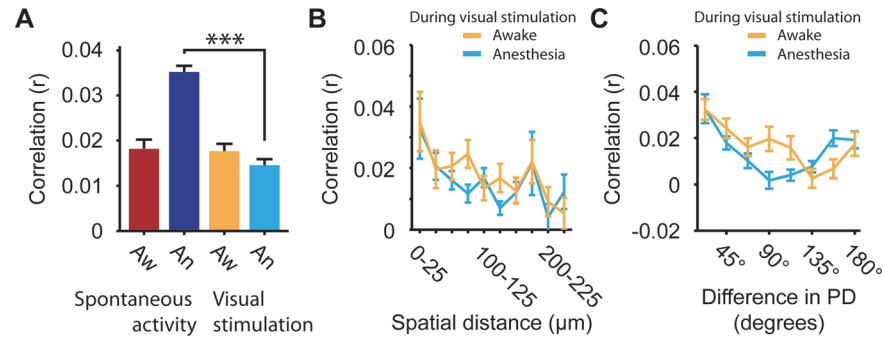 A
Correlation (r)
0.04
0.03
0.02
0.01
0
***
Aw
An
Aw
An
Spontaneous
activity
Visual
stimulation
B
During visual stimulation
Awake
Anesthesia
Correlation (r)
0.06
0.04
0.02
0
0-25
100-125
200-225
Spatial distance (μm)
C
During visual stimulation
Awake
Anesthesia
Correlation (r)
0.06
0.04
0.02
0
-0.02
45°
90°
135°
180°
Difference in PD
(degrees)